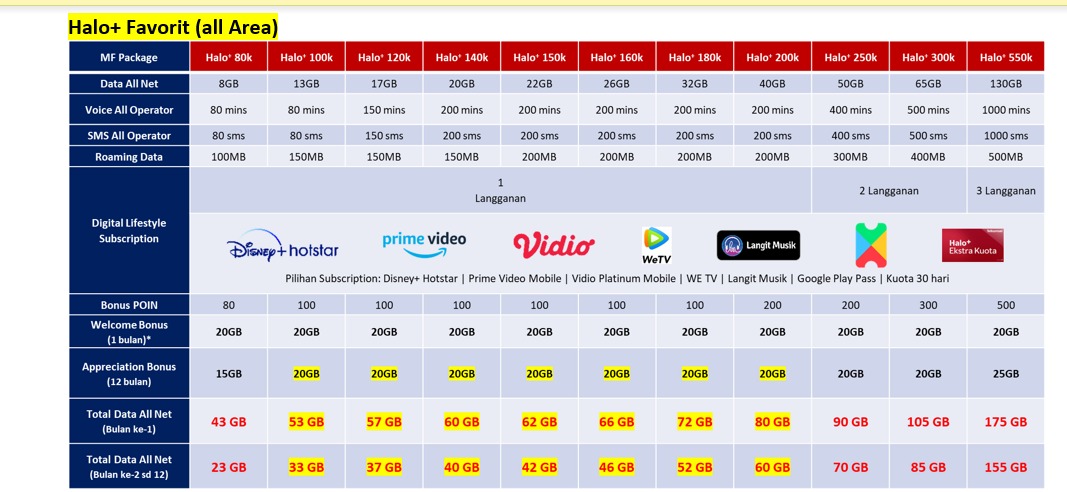 Halo+ Favorit (all Area)
MF Package Halo⁺ 80k Halo⁺ 100k Halo⁺ 120k Halo⁺ 140k Halo⁺ 150k Halo⁺ 160k Halo⁺ 180k Halo⁺ 200k Halo⁺ 250k Halo⁺ 300k Halo⁺ 550k
Data All Net 8GB 13GB 17GB 20GB 22GB 26GB 32GB 40GB 50GB 65GB 130GB
Voice All Operator 80 mins 80 mins 150 mins 200 mins 200 mins 200 mins 200 mins 200 mins 400 mins 500 mins 1000 mins
SMS All Operator 80 sms 80 sms 150 sms 200 sms 200 sms 200 sms 200 sms 200 sms 400 sms 500 sms 1000 sms
Roaming Data 100MB 150MB 150MB 150MB 200MB 200MB 200MB 200MB 300MB 400MB 500MB
Digital Lifestyle
Subscription
1
Langganan
2 Langganan
3 Langganan
Disney+ hotstar
prime video
Vidio
WeTV
Langit Musik
Halo+
Ekstra Kuota
Pilihan Subscription: Disney+ Hotstar | Prime Video Mobile | Vidio Platinum Mobile | WE TV | Langit Musik | Google Play Pass | Kuota 30 hari
Bonus POIN 80 100 100 100 100 100 100 200 200 300 500
Welcome Bonus
(1 bulan)*
20GB 20GB 20GB 20GB 20GB 20GB 20GB 20GB 20GB 20GB 20GB
Appreciation Bonus
(12 bulan)
15GB 20GB 20GB 20GB 20GB 20GB 20GB 20GB 20GB 20GB 25GB
Total Data All Net
(Bulan ke-1)
43 GB 53 GB 57 GB 60 GB 62 GB 66 GB 72 GB 80 GB 90 GB 105 GB 175 GB
Total Data All Net
(Bulan ke-2 sd 12)
23 GB 33 GB 37 GB 40 GB 42 GB 46 GB 52 GB 60 GB 70 GB 85 GB 155 GB